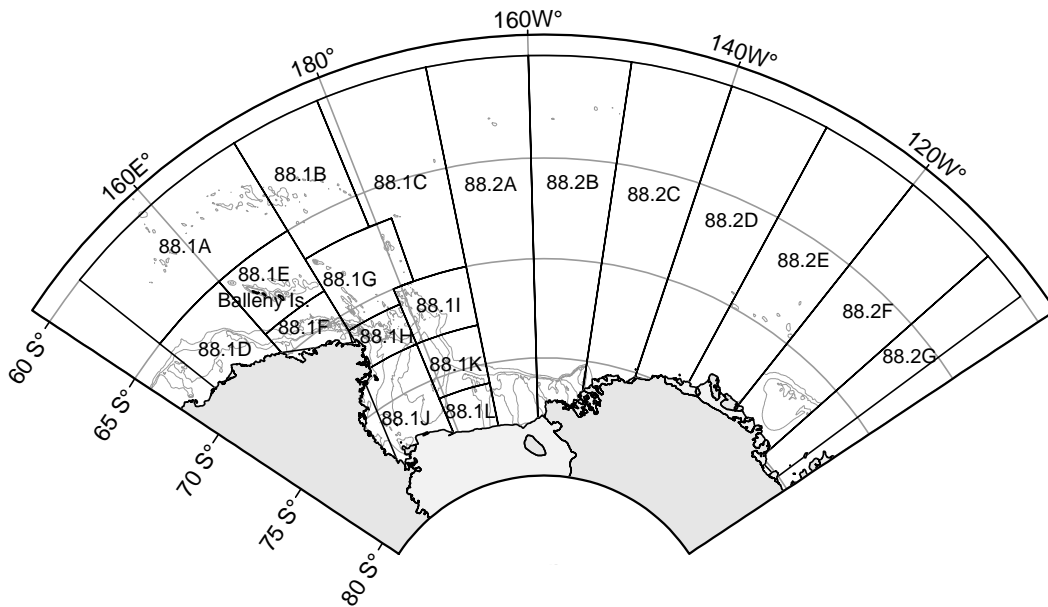 160W°
180°
140W°
160E°
120W°
88.1B
88.1C
88.2A
88.2B
88.2C
88.2D
88.1A
88.2E
88.1E
88.1G
Balleny Is.
88.1I
88.2F
88.1F
88.1H
88.1D
88.2G
88.1K
88.1J
88.1L
60 S°
65 S°
70 S°
75 S°
80 S°